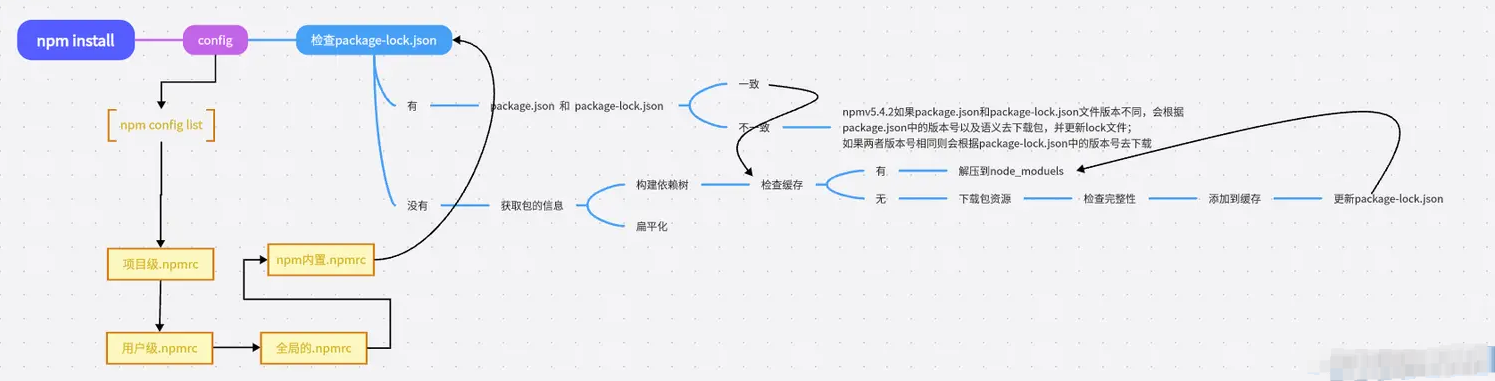 npm install
config
检查package-lock.json
npm config list
项目级.npmrc
用户级.npmrc
全局的.npmrc
npm内置.npmrc
有
package.json 和 package-lock.json
一致
不一致
npmv5.4.2如果package.json和package-lock.json文件版本不同，会根据
package.json中的版本号以及语义去下载包，并更新lock文件；
如果两者版本号相同则会根据package-lock.json中的版本号去下载
没有
获取包的信息
构建依赖树
扁平化
检查缓存
有
解压到node_moduels
无
下载包资源
检查完整性
添加到缓存
更新package-lock.json